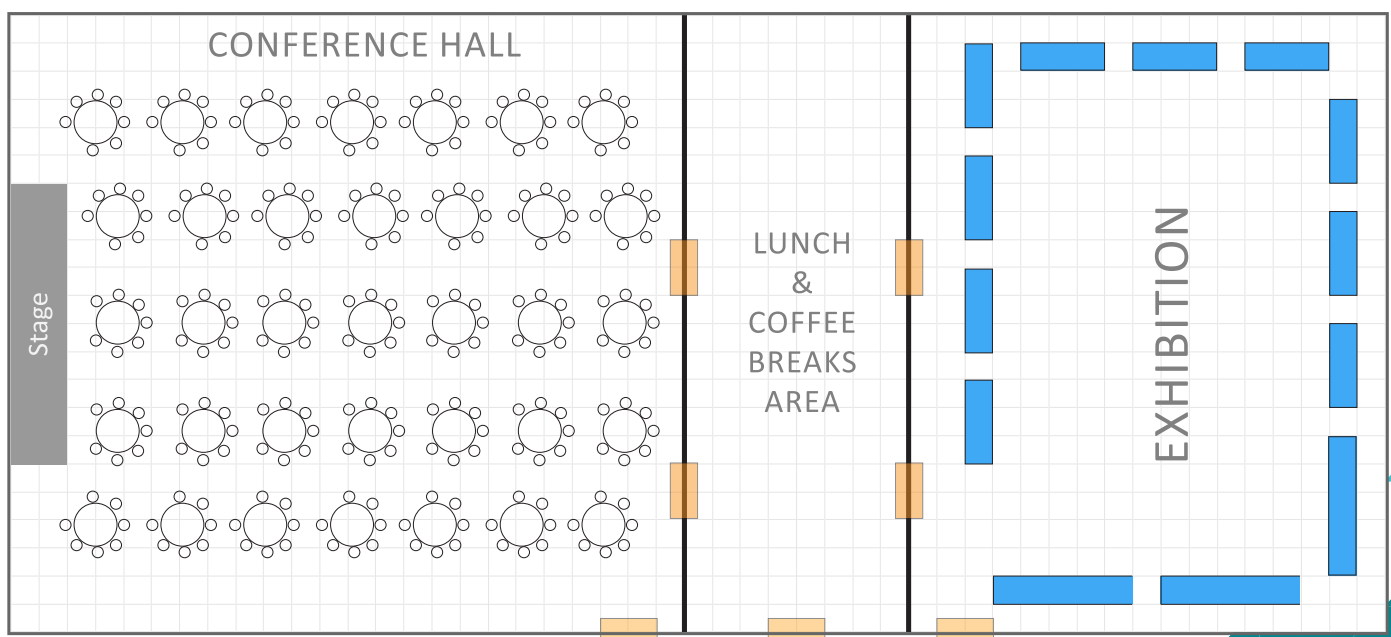 CONFERENCE HALL
Stage
LUNCH
&
COFFEE
BREAKS
AREA
EXHIBITION